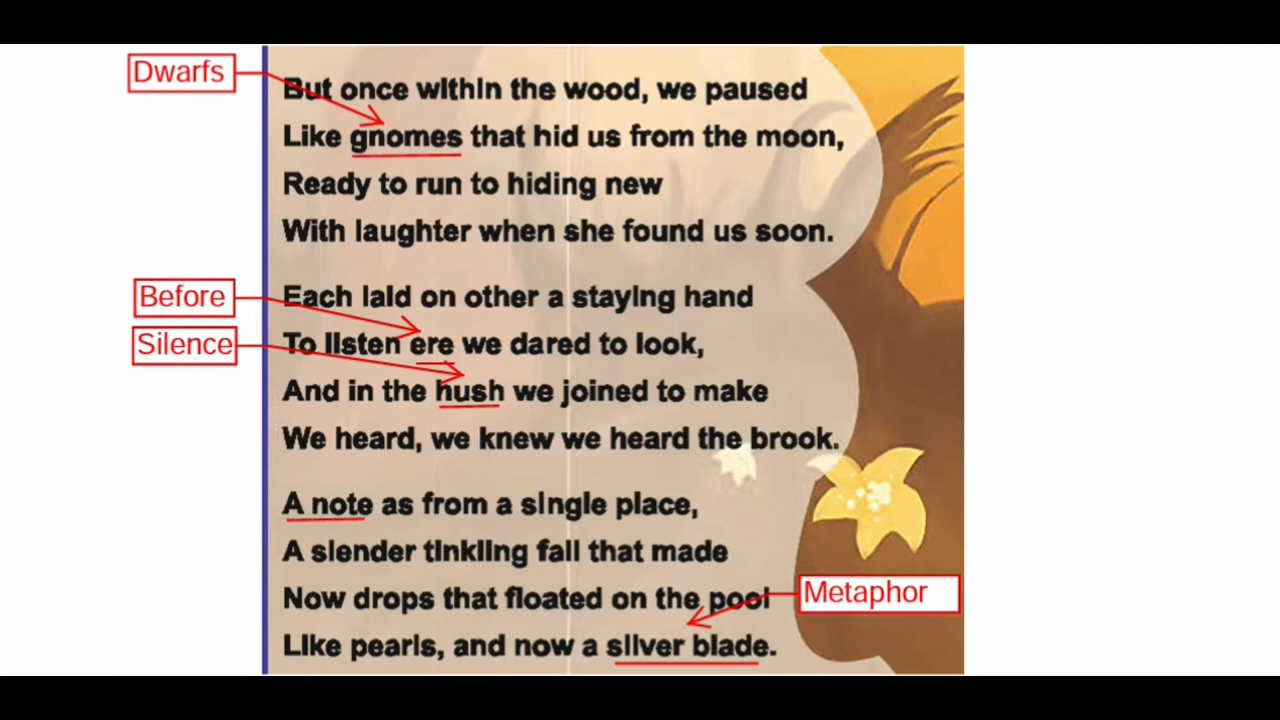 Dwarfs
But once within the wood, we paused
Like gnomes that hid us from the moon,
Ready to run to hiding new
With laughter when she found us soon.
Before
Each laid on other a staying hand
Silence
To listen ere we dared to look,
And in the hush we joined to make
We heard, we knew we heard the brook.
A note as from a single place,
A slender tinkling fall that made
Metaphor
Now drops that floated on the pool
Like pearls, and now a silver blade.